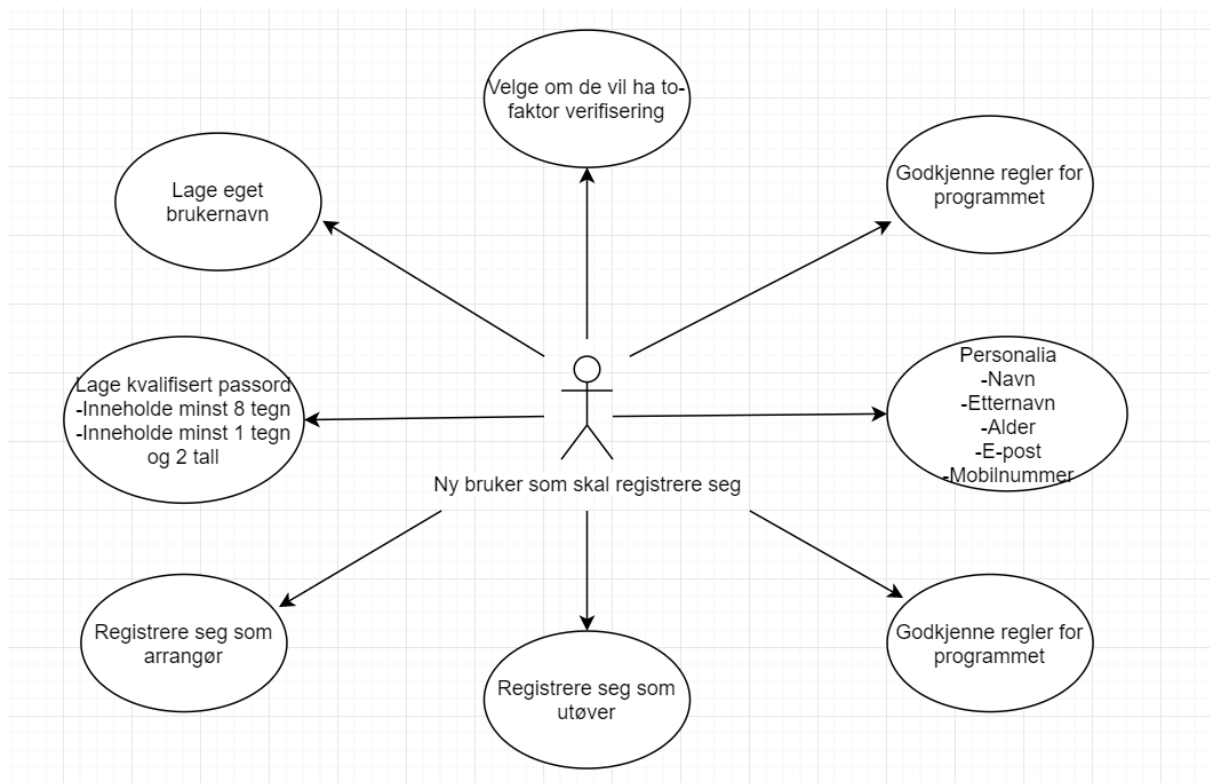 Velge om de vil ha to-
faktor verifisering
Lage eget
brukernavn
Godkjenne regler for
programmet
Lage kvalifisert passord
-Inneholde minst 8 tegn
-Inneholde minst 1 tegn
og 2 tall
Personalia
-Navn
-Etternavn
-Alder
-E-post
-Mobilnummer
Ny bruker som skal registrere seg
Registrere seg som
arrangør
Registrere seg som
utøver
Godkjenne regler for
programmet